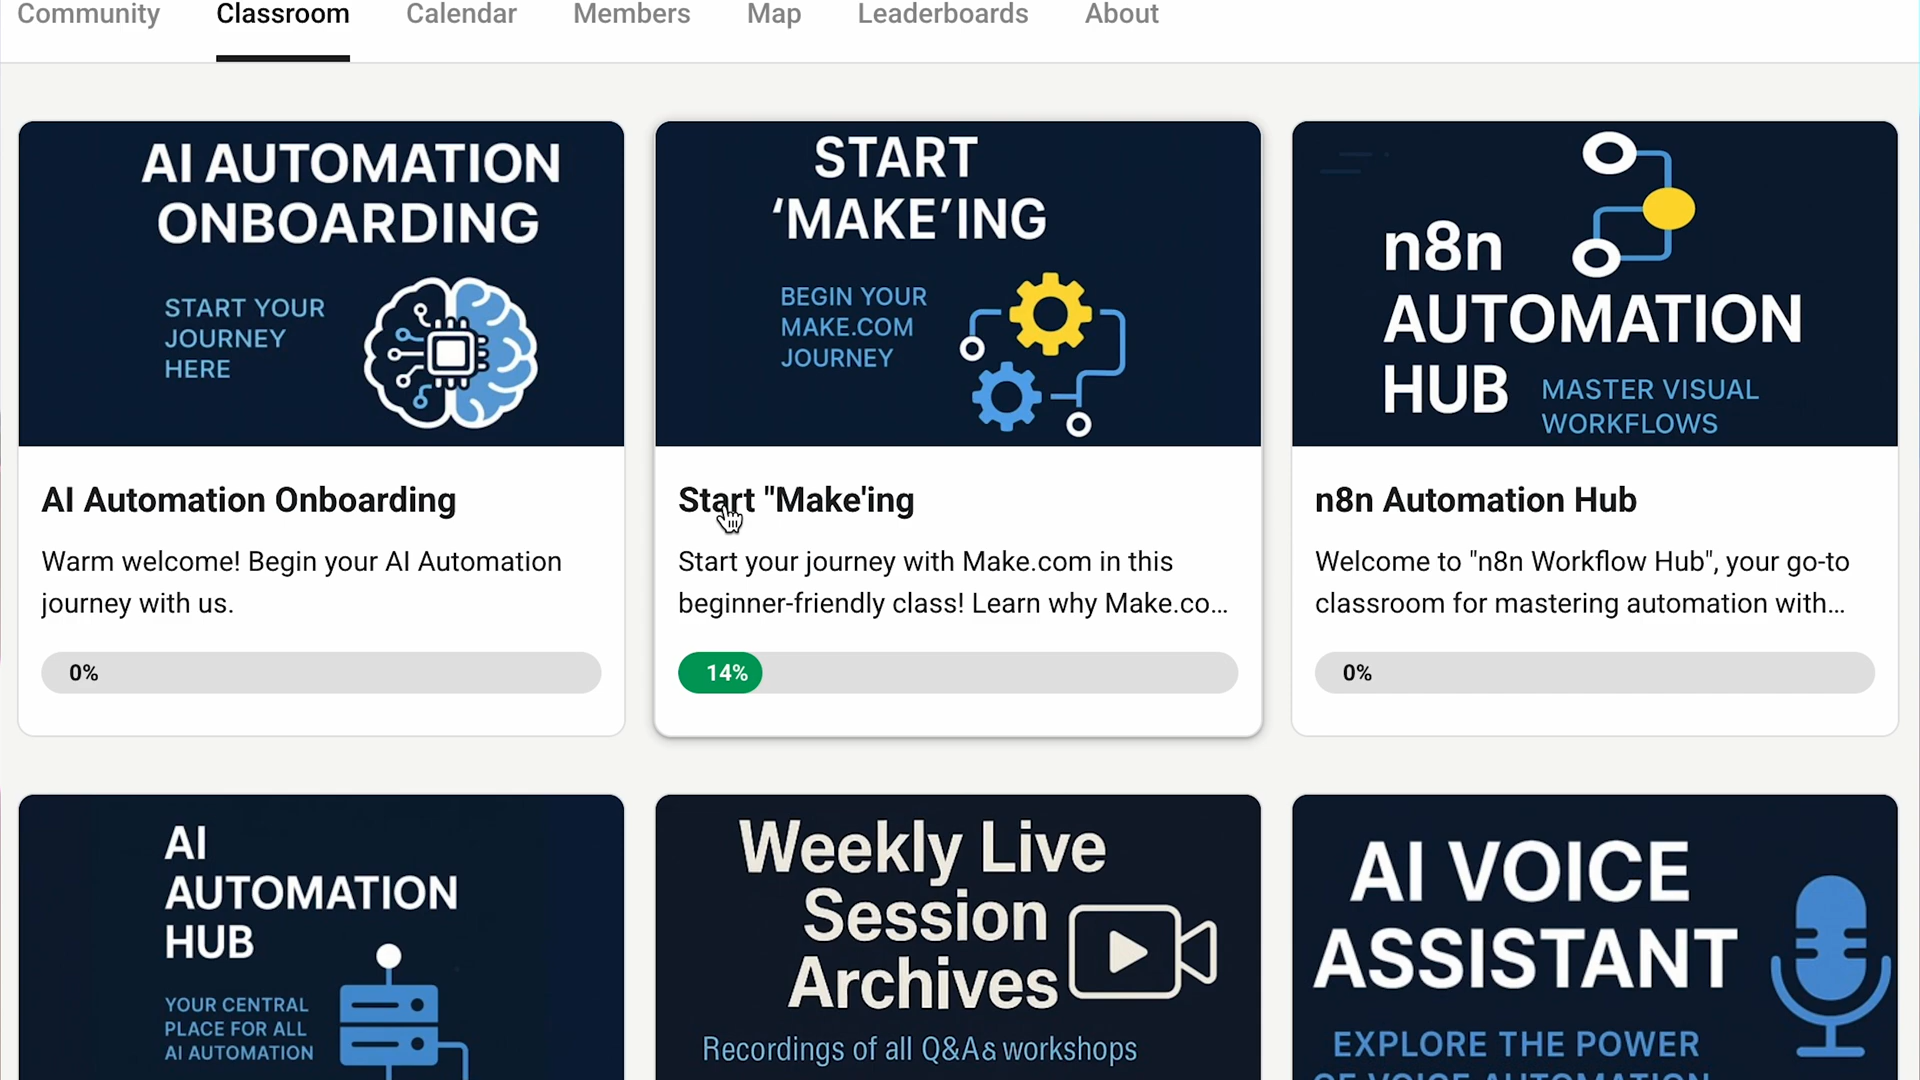 Community Classroom Calendar Members Map Leaderboards About
AI AUTOMATION
ONBOARDING
START YOUR
JOURNEY
HERE
AI Automation Onboarding
Warm welcome! Begin your AI Automation
journey with us.
0%
START
‘MAKE’ING
BEGIN YOUR
MAKE.COM
JOURNEY
Start "Make'ing
Start your journey with Make.com in this
beginner-friendly class! Learn why Make.co...
14%
n8n
AUTOMATION
HUB
MASTER VISUAL
WORKFLOWS
n8n Automation Hub
Welcome to "n8n Workflow Hub", your go-to
classroom for mastering automation with...
0%
AI
AUTOMATION
HUB
YOUR CENTRAL
PLACE FOR ALL
AI AUTOMATION
Weekly Live
Session
Archives
Recordings of all Q&As workshops
AI VOICE
ASSISTANT
EXPLORE THE POWER
OF VOICE AUTOMATION